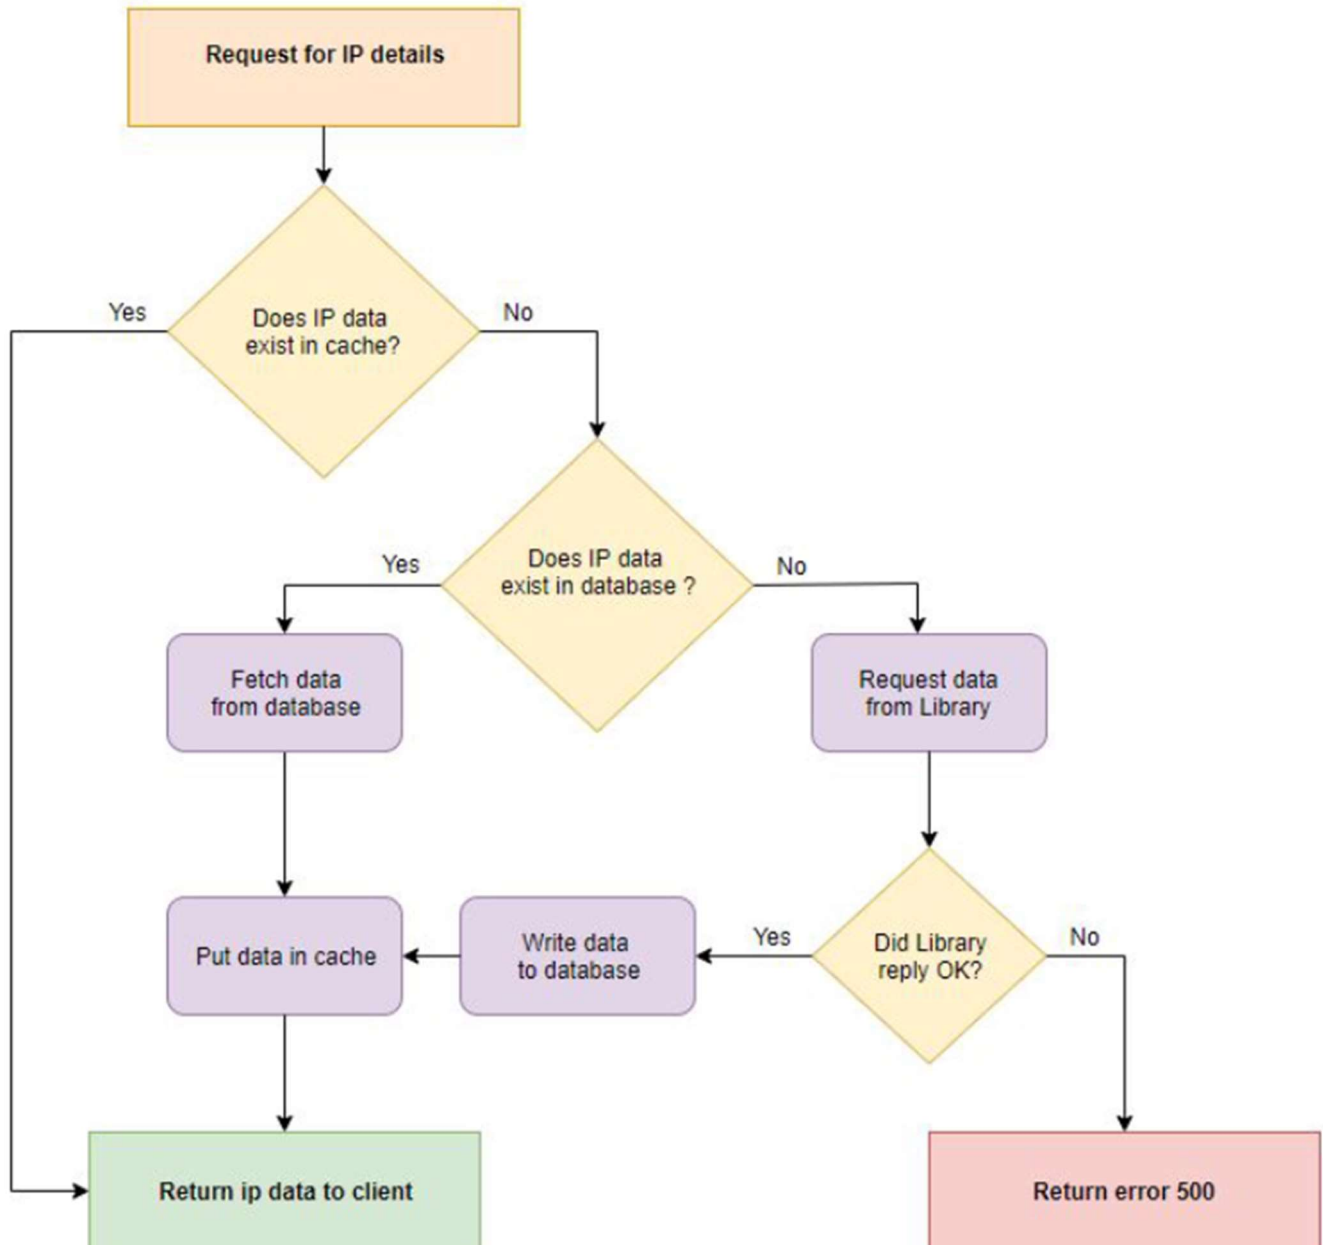 Request for IP details
Yes
Does IP data
exist in cache?
No
Yes
Does IP data
exist in database ?
No
Fetch data
from database
Request data
from Library
Put data in cache
Write data
to database
Yes
Did Library
reply OK?
No
Return ip data to client
Return error 500